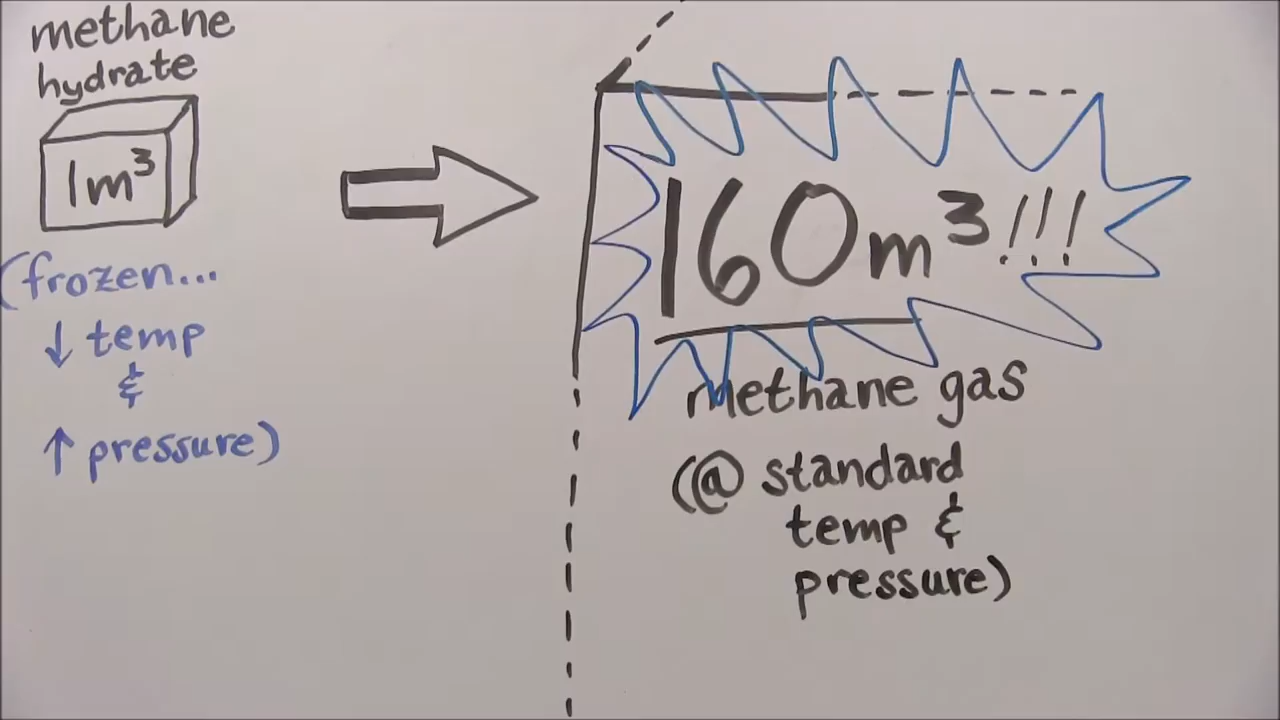 methane
hydrate
1m³
(frozen...
↓ temp
&
↑ pressure)
160m³!!!
methane gas
(@ standard
temp &
pressure)